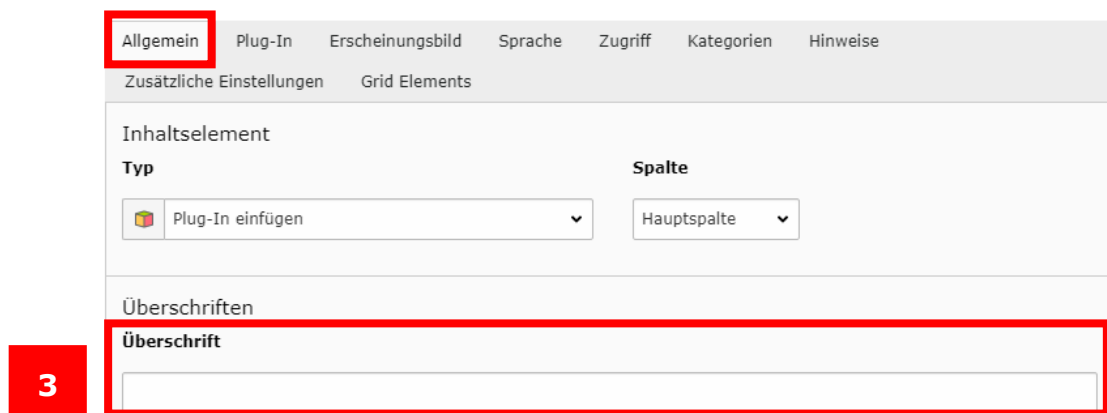 Allgemein Plug-In Erscheinungsbild Sprache Zugriff Kategorien Hinweise
Zusätzliche Einstellungen Grid Elements
Inhaltselement
Typ Spalte
Plug-In einfügen Hauptspalte
Überschriften
Überschrift
3